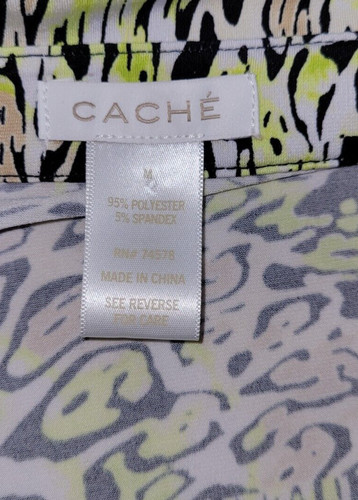 CACHÉ
M
95% POLYESTER
5% SPANDEX
RN# 74578
MADE IN CHINA
SEE REVERSE
FOR CARE